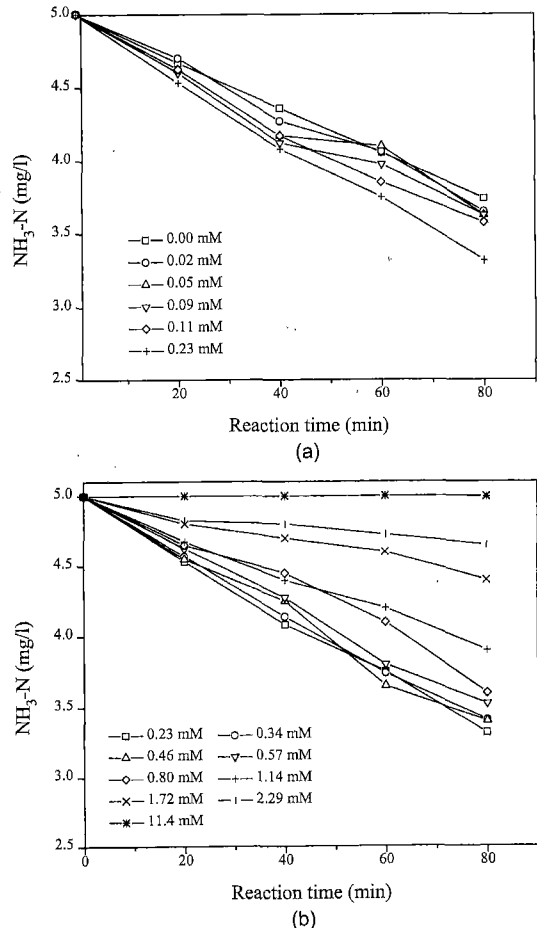 5.0
4.5
4.0
3.5
3.0
2.5
NH₃-N (mg/l)
0.00 mM
0.02 mM
0.05 mM
0.09 mM
0.11 mM
0.23 mM
20 40 60 80
Reaction time (min)
(a)
5.0
4.5
4.0
3.5
3.0
2.5
NH₃-N (mg/l)
0.23 mM 0.34 mM
0.46 mM 0.57 mM
0.80 mM 1.14 mM
1.72 mM 2.29 mM
11.4 mM
0 20 40 60 80
Reaction time (min)
(b)